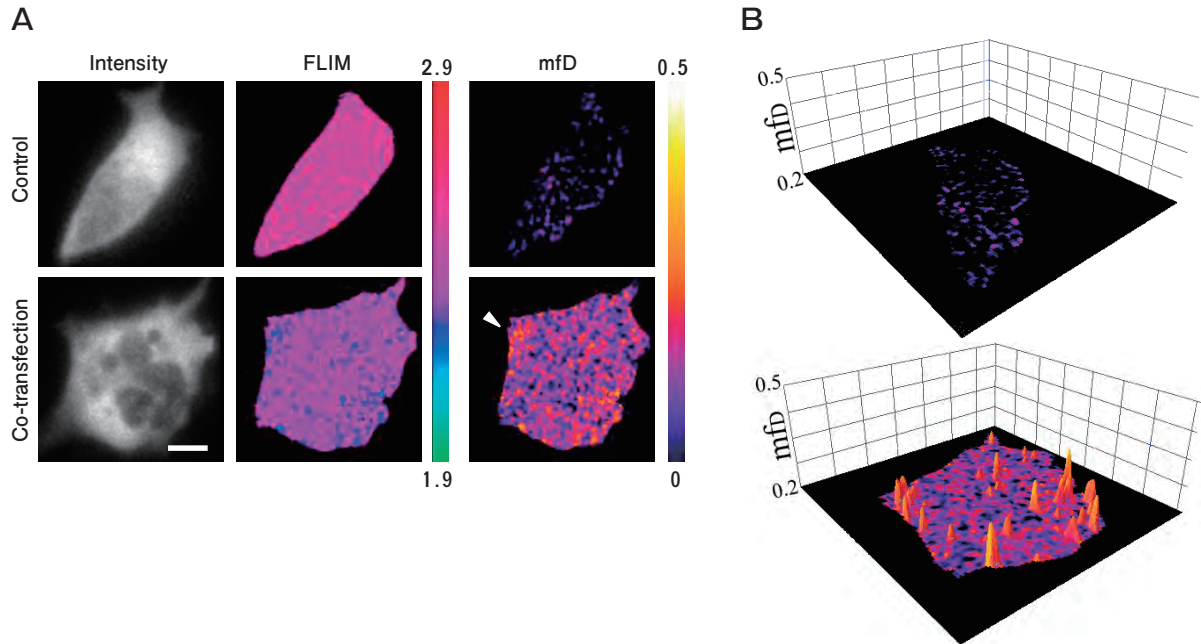 A
B
Intensity
FLIM
mfD
2.9
0.5
Control
Co-transfection
1.9
0
0.5
mfD
0.2
0.5
mfD
0.2